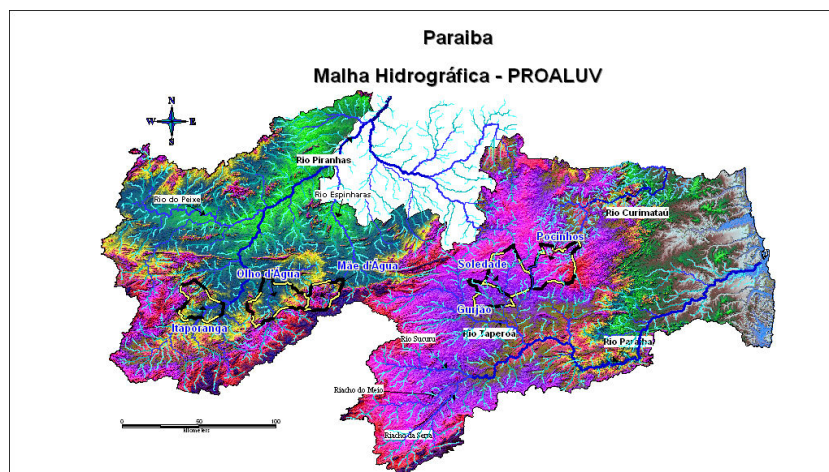 Paraiba
Malha Hidrográfica - PROALUV
N
W E
S
Rio Piranhas
Rio do Peixe
Rio Espinharas
Rio Curimataú
Pocinhos
Soledade
Mãe d'Água
Olho d'Água
Itaporanga
Gurjão
Rio Taperoá
Rio Paraíba
Rio Sucuru
Riacho do Meio
Riacho da Serra
0 50 100
kilometers